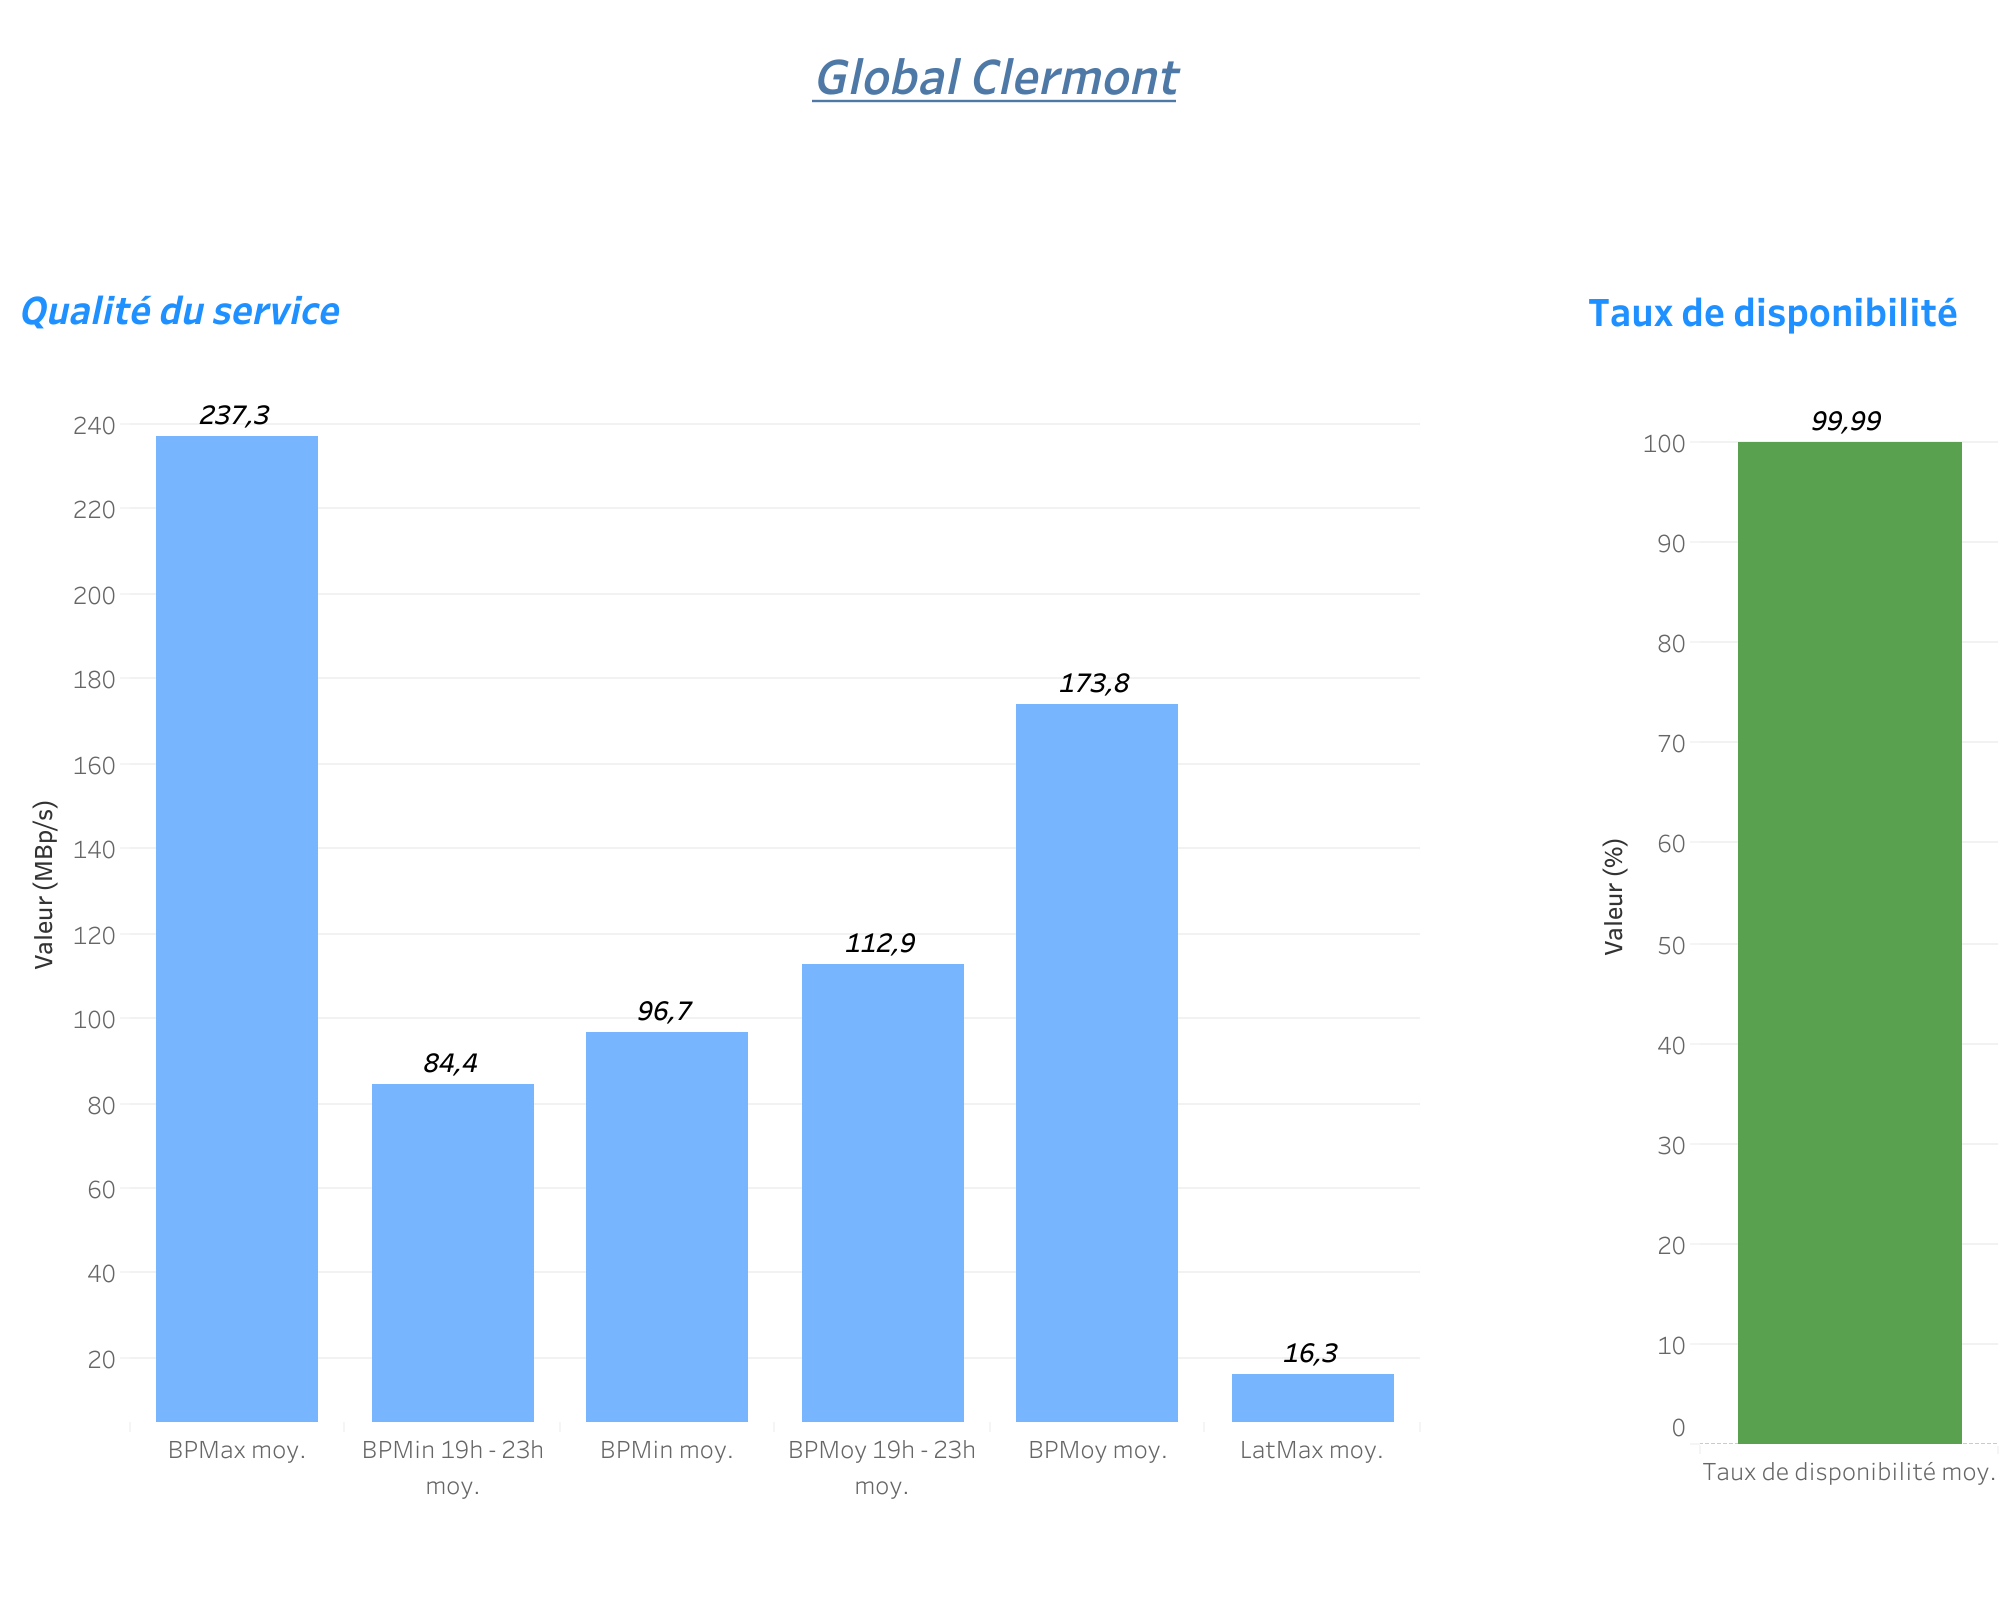 Global Clermont
Qualité du service
Taux de disponibilité
Valeur (MBp/s)
240
220
200
180
160
140
120
100
80
60
40
20
237,3
84,4
96,7
112,9
173,8
16,3
BPMax moy.
BPMin 19h - 23h
moy.
BPMin moy.
BPMoy 19h - 23h
moy.
BPMoy moy.
LatMax moy.
Valeur (%)
100
90
80
70
60
50
40
30
20
10
0
99,99
Taux de disponibilité moy.